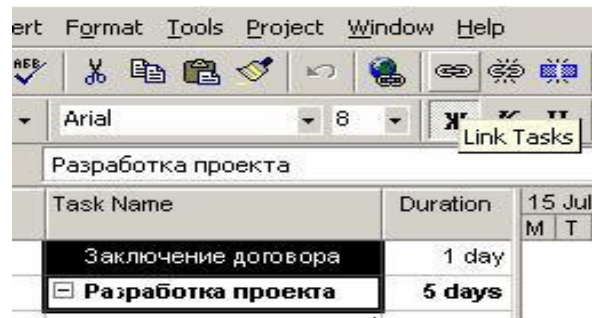 ert Format Tools Project Window Help
Arial 8 Ж
Link Tasks
Разработка проекта
Task Name Duration 15 Jul
M T
Заключение договора 1 day
Разработка проекта 5 days